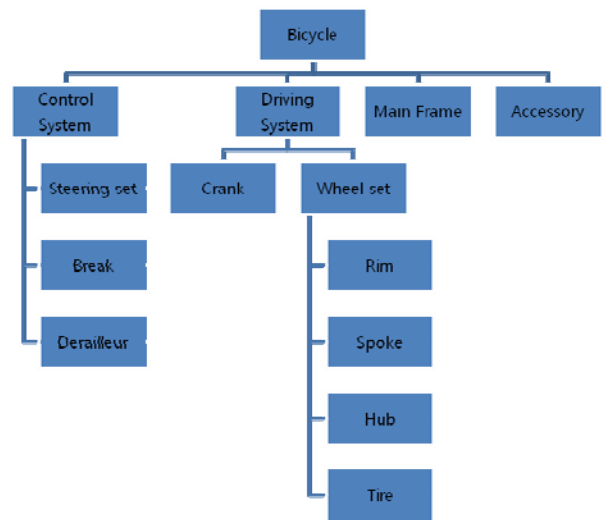 Bicycle
Control
System
Driving
System
Main Frame
Accessory
Steering set
Crank
Wheel set
Break
Rim
Derailleur
Spoke
Hub
Tire